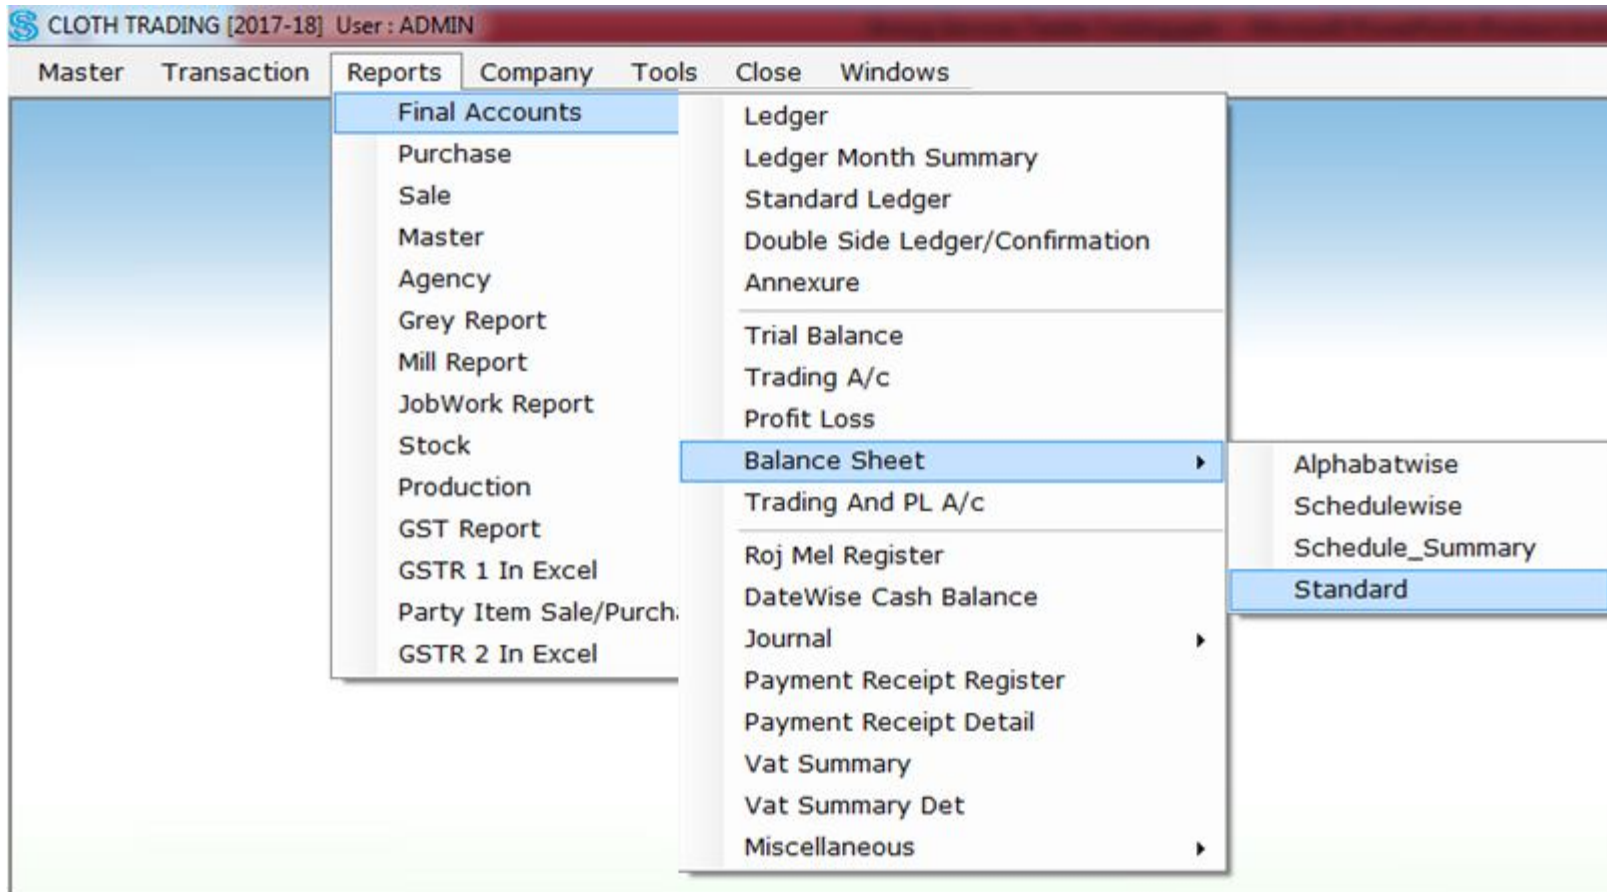 CLOTH TRADING [2017-18] User : ADMIN
Master Transaction Reports Company Tools Close Windows
Final Accounts
Purchase
Sale
Master
Agency
Grey Report
Mill Report
JobWork Report
Stock
Production
GST Report
GSTR 1 In Excel
Party Item Sale/Purch
GSTR 2 In Excel
Ledger
Ledger Month Summary
Standard Ledger
Double Side Ledger/Confirmation
Annexure
Trial Balance
Trading A/c
Profit Loss
Balance Sheet
Trading And PL A/c
Roj Mel Register
DateWise Cash Balance
Journal
Payment Receipt Register
Payment Receipt Detail
Vat Summary
Vat Summary Det
Miscellaneous
Alphabatwise
Schedulewise
Schedule_Summary
Standard